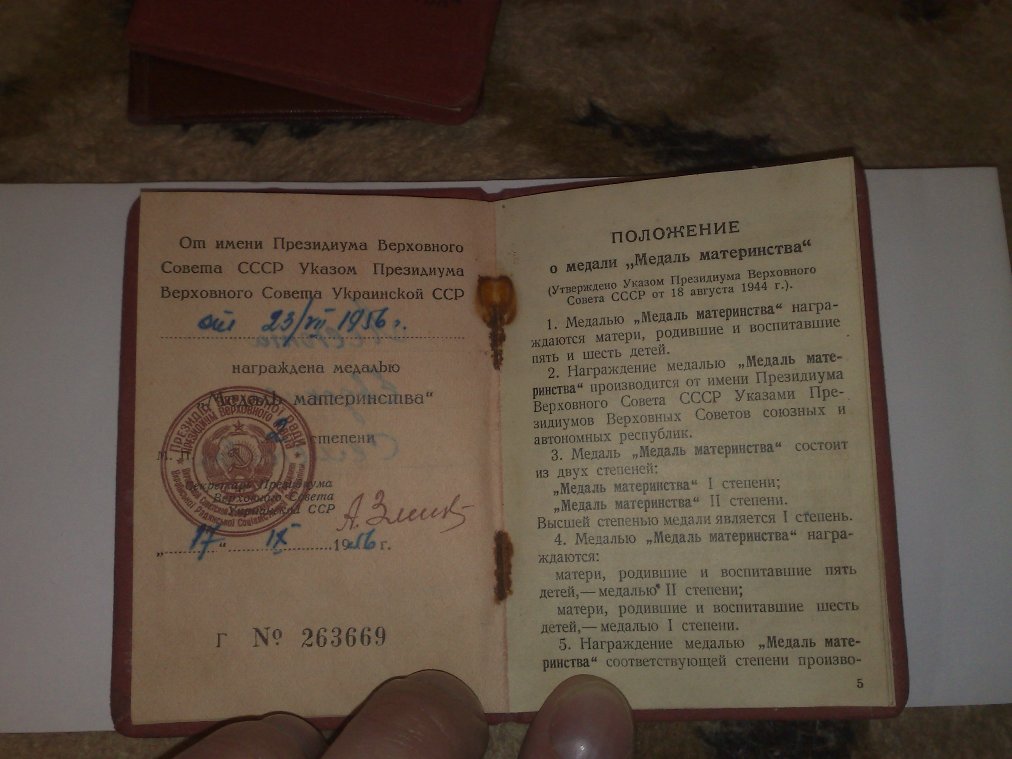 От имени Президиума Верховного
Совета СССР Указом Президиума
Верховного Совета Украинской ССР
от 23/VII 1956 г.
награждена медалью
„Медаль материнства“
2 степени
М. П.
Секретарь Президиума
Верховного Совета
Украинской ССР
„17“ IX 1956 г.
Г № 263669
ПОЛОЖЕНИЕ
о медали „Медаль материнства“
(Утверждено Указом Президиума Верховного
Совета СССР от 18 августа 1944 г.).
1. Медалью „Медаль материнства“ награ-
ждаются матери, родившие и воспитавшие
пять и шесть детей.
2. Награждение медалью „Медаль мате-
ринства“ производится от имени Президиума
Верховного Совета СССР Указами Пре-
зидиумов Верховных Советов союзных и
автономных республик.
3. Медаль „Медаль материнства“ состоит
из двух степеней:
„Медаль материнства“ I степени;
„Медаль материнства“ II степени.
Высшей степенью медали является I степень.
4. Медалью „Медаль материнства“ награ-
ждаются:
матери, родившие и воспитавшие пять
детей,— медалью II степени;
матери, родившие и воспитавшие шесть
детей,— медалью I степени.
5. Награждение медалью „Медаль мате-
ринства“ соответствующей степени произво-
5